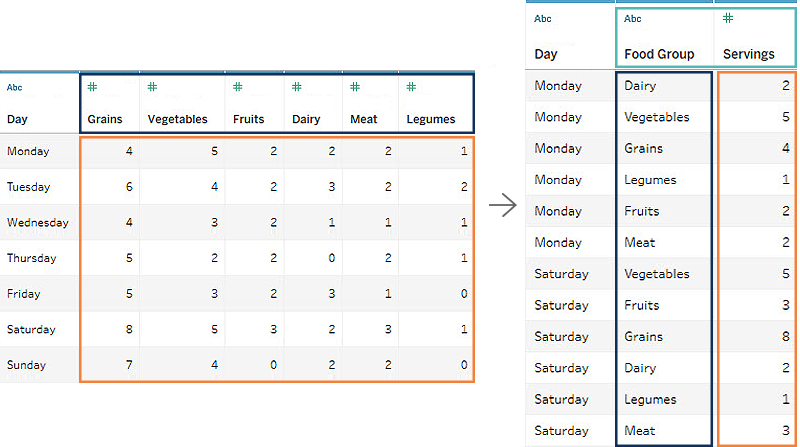 Abc # # # # # #
Day Grains Vegetables Fruits Dairy Meat Legumes
Monday 4 5 2 2 2 1
Tuesday 6 4 2 3 2 2
Wednesday 4 3 2 1 1 1
Thursday 5 2 2 0 2 1
Friday 5 3 2 3 1 0
Saturday 8 5 3 2 3 1
Sunday 7 4 0 2 2 0
Abc Abc #
Day Food Group Servings
Monday Dairy 2
Monday Vegetables 5
Monday Grains 4
Monday Legumes 1
Monday Fruits 2
Monday Meat 2
Saturday Vegetables 5
Saturday Fruits 3
Saturday Grains 8
Saturday Dairy 2
Saturday Legumes 1
Saturday Meat 3